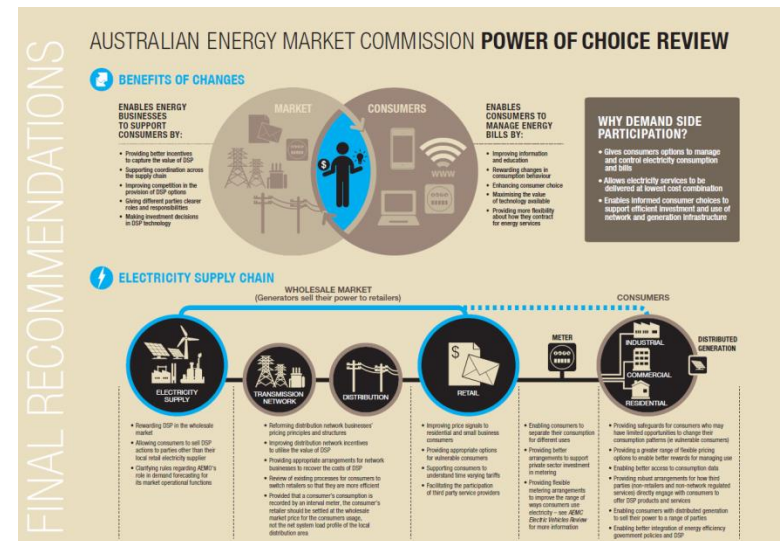 FINAL RECOMMENDATIONS
AUSTRALIAN ENERGY MARKET COMMISSION POWER OF CHOICE REVIEW
BENEFITS OF CHANGES
ENABLES ENERGY
BUSINESSES
TO SUPPORT
CONSUMERS BY:
• Providing better incentives
to capture the value of DSP
• Supporting coordination across
the supply chain
• Improving competition in the
provision of DSP options
• Giving different parties clearer
roles and responsibilities
• Making investment decisions
in DSP technology
MARKET
CONSUMERS
$
WWW
ENABLES
CONSUMERS TO
MANAGE ENERGY
BILLS BY:
• Improving information
and education
• Rewarding changes in
consumption behaviour
• Enhancing consumer choice
• Maximising the value
of technology available
• Providing more flexibility
about how they contract
for energy services
WHY DEMAND SIDE
PARTICIPATION?
• Gives consumers options to manage
and control electricity consumption
and bills
• Allows electricity services to be
delivered at lowest cost combination
• Enables informed consumer choices to
support efficient investment and use of
network and generation infrastructure
ELECTRICITY SUPPLY CHAIN
WHOLESALE MARKET
(Generators sell their power to retailers)
CONSUMERS
ELECTRICITY
SUPPLY
TRANSMISSION
NETWORK
DISTRIBUTION
$
RETAIL
METER
INDUSTRIAL
COMMERCIAL
RESIDENTIAL
DISTRIBUTED
GENERATION
• Rewarding DSP in the wholesale
market
• Allowing consumers to sell DSP
actions to parties other than their
local retail electricity supplier
• Clarifying rules regarding AEMO's
role in demand forecasting for
its market operational functions
• Reforming distribution network businesses'
pricing principles and structures
• Improving distribution network incentives
to utilise the value of DSP
• Providing appropriate arrangements for network
businesses to recover the costs of DSP
• Review of existing processes for consumers to
switch retailers so that they are more efficient
• Provided that a consumer's consumption is
recorded by an interval meter, the consumer's
retailer should be settled at the wholesale
market price for the consumers usage,
not the net system load profile of the local
distribution area
• Improving price signals to
residential and small business
consumers
• Providing appropriate options
for vulnerable consumers
• Supporting consumers to
understand time varying tariffs
• Facilitating the participation
of third party service providers
• Enabling consumers to
separate their consumption
for different uses
• Providing better
arrangements to support
private sector investment
in metering
• Providing flexible
metering arrangements
to improve the range of
ways consumers use
electricity – see AEMC
Electric Vehicles Review
for more information
• Providing safeguards for consumers who may
have limited opportunities to change their
consumption patterns (ie vulnerable consumers)
• Providing a greater range of flexible pricing
options to enable better rewards for managing use
• Enabling better access to consumption data
• Providing robust arrangements for how third
parties (non-retailers and non-network regulated
services) directly engage with consumers to
offer DSP products and services
• Enabling consumers with distributed generation
to sell their power to a range of parties
• Enabling better integration of energy efficiency
government policies and DSP